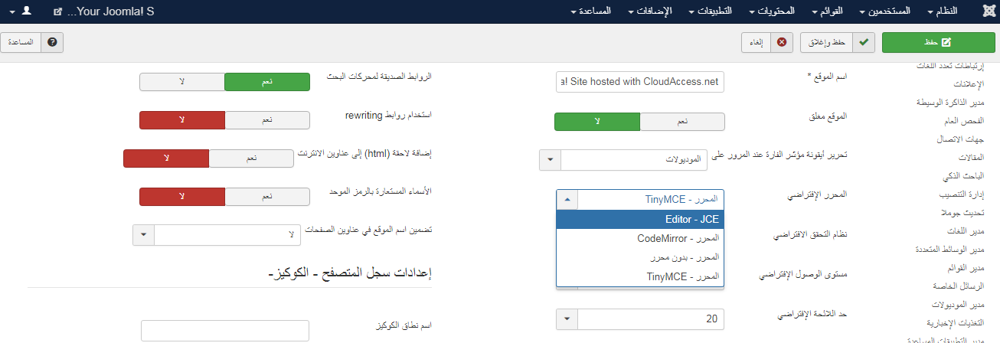 النظام
المستخدمين
القوائم
المحتويات
التطبيقات
الإضافات
المساعدة
Your Joomla! S...
حفظ
حفظ وإغلاق
إلغاء
المساعدة
إرتباطات تعدد اللغات
الإعلانات
مدير الذاكرة الوسيطة
الفحص العام
جهات الاتصال
المقالات
الباحث الذكي
إدارة التنصيب
تحديث جوملا
مدير اللغات
مدير الوسائط المتعددة
مدير القوائم
الرسائل الخاصة
مدير الموديولات
التغذيات الإخبارية
مدير التطبيقات المساعدة
اسم الموقع *
a! Site hosted with CloudAccess.net
الموقع مغلق
نعم
لا
تحرير أيقونة مؤشر الفارة عند المرور على
الموديولات
المحرر الإفتراضي
المحرر - TinyMCE
Editor - JCE
المحرر - CodeMirror
المحرر - بدون محرر
المحرر - TinyMCE
نظام التحقق الافتراضي
مستوى الوصول الإفتراضي
حد اللائحة الإفتراضي
20
الروابط الصديقة لمحركات البحث
نعم
لا
استخدام روابط rewriting
نعم
لا
إضافة لاحقة (html) إلى عناوين الانترنت
نعم
لا
الأسماء المستعارة بالرمز الموحد
نعم
لا
تضمين اسم الموقع في عناوين الصفحات
لا
إعدادات سجل المتصفح - الكوكيز-
اسم نطاق الكوكيز